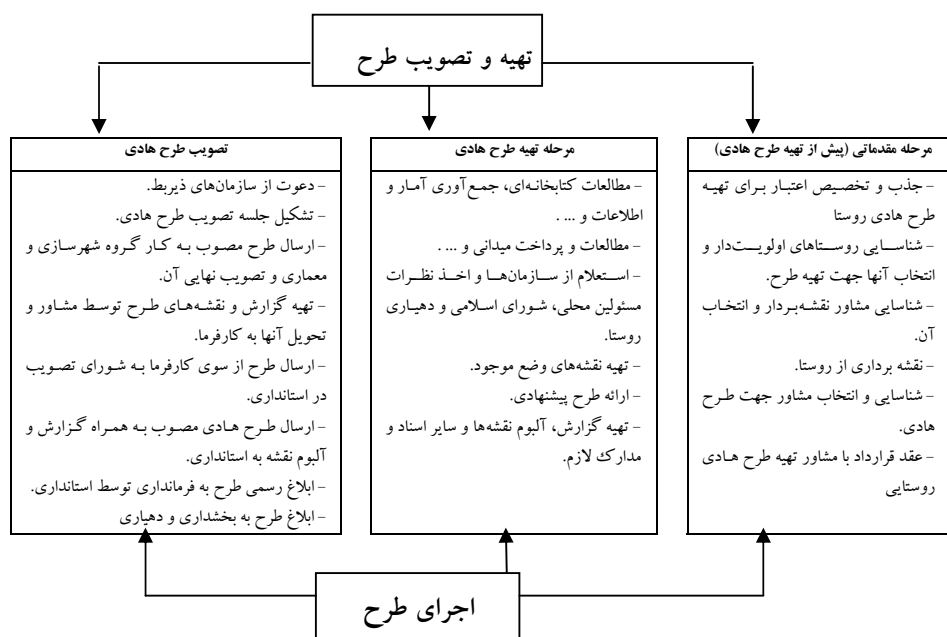 تهیه و تصویب طرح
مرحله مقدماتی (پیش از تهیه طرح هادی)
- جذب و تخصیص اعتبار برای تهیه
طرح هادی روستا
- شناسایی روستاهای اولویت‌دار و
انتخاب آنها جهت تهیه طرح.
- شناسایی مشاور نقشه‌بردار و انتخاب
آن.
- نقشه برداری از روستا.
- شناسایی و انتخاب مشاور جهت طرح
هادی.
- عقد قرارداد با مشاور تهیه طرح هادی
روستایی
مرحله تهیه طرح هادی
- مطالعات کتابخانه‌ای، جمع‌آوری آمار و
اطلاعات و ... .
- مطالعات و پرداخت میدانی و ... .
- استعلام از سازمان‌ها و اخذ نظرات
مسئولین محلی، شورای اسلامی و دهیاری
روستا.
- تهیه نقشه‌های وضع موجود.
- ارائه طرح پیشنهادی.
- تهیه گزارش، آلبوم نقشه‌ها و سایر اسناد و
مدارک لازم.
تصویب طرح هادی
- دعوت از سازمان‌های ذیربط.
- تشکیل جلسه تصویب طرح هادی.
- ارسال طرح مصوب به کار گروه شهرسازی و
معماری و تصویب نهایی آن.
- تهیه گزارش و نقشه‌های طرح توسط مشاور و
تحویل آنها به کارفرما.
- ارسال طرح از سوی کارفرما به شورای تصویب
در استانداری.
- ارسال طرح هادی مصوب به همراه گزارش و
آلبوم نقشه به استانداری.
- ابلاغ رسمی طرح به فرمانداری توسط استانداری.
- ابلاغ طرح به بخشداری و دهیاری
اجرای طرح